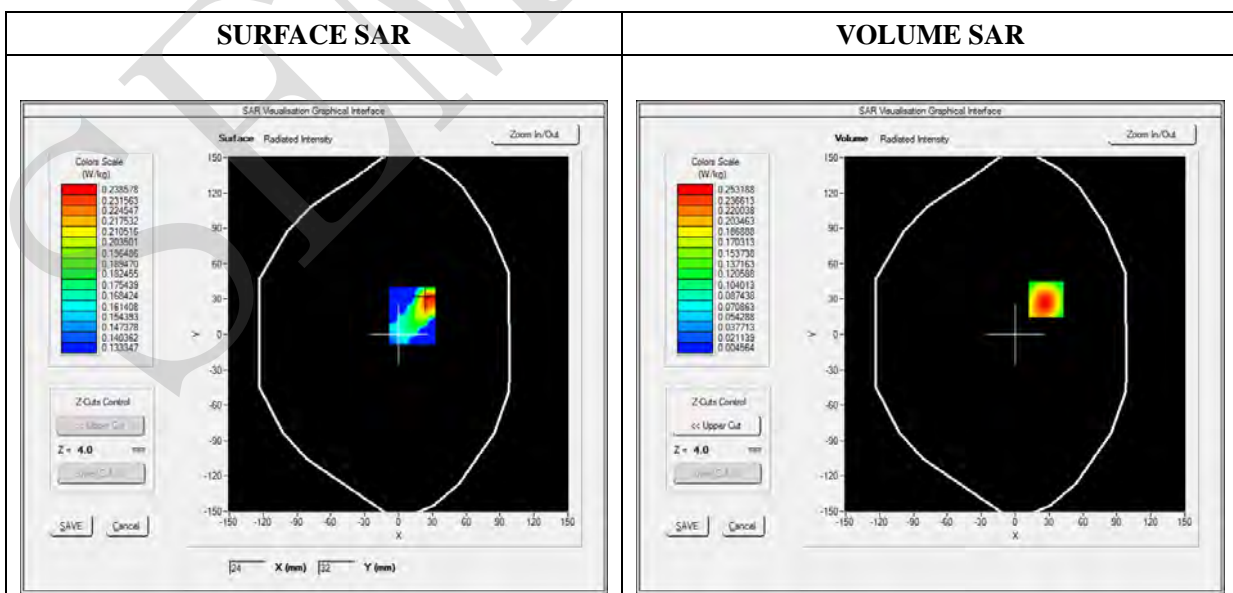 SURFACE SAR
VOLUME SAR
SAR Visualisation Graphical Interface
Surface Radiated Intensity
Zoom In/Out
Colors Scale
(W/kg)
0.238578
0.231563
0.224547
0.217532
0.210516
0.203501
0.196486
0.189470
0.182455
0.175439
0.168424
0.161408
0.154393
0.147378
0.140362
0.133347
Z-Cuts Control
<< Upper Cut
Z = 4.0 mm
SAVE
Cancel
150
120
90
60
30
0
-30
-60
-90
-120
-150
Y
-150 -120 -90 -60 -30 0 30 60 90 120 150
X
24 X (mm) 32 Y (mm)
SAR Visualisation Graphical Interface
Volume Radiated Intensity
Zoom In/Out
Colors Scale
(W/kg)
0.253188
0.236613
0.220038
0.203463
0.186888
0.170313
0.153738
0.137163
0.120588
0.104013
0.087438
0.070863
0.054288
0.037713
0.021139
0.004564
Z-Cuts Control
<< Upper Cut
Z = 4.0 mm
SAVE
Cancel
150
120
90
60
30
0
-30
-60
-90
-120
-150
Y
-150 -120 -90 -60 -30 0 30 60 90 120 150
X